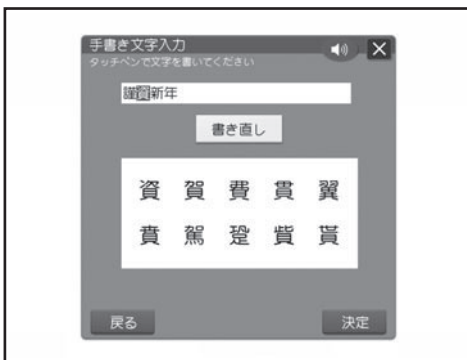 手書き文字入力
タッチペンで文字を書いてください
謹賀新年
書き直し
資 賀 費 貫 翼
賁 駕 跫 貲 貰
戻る
決定